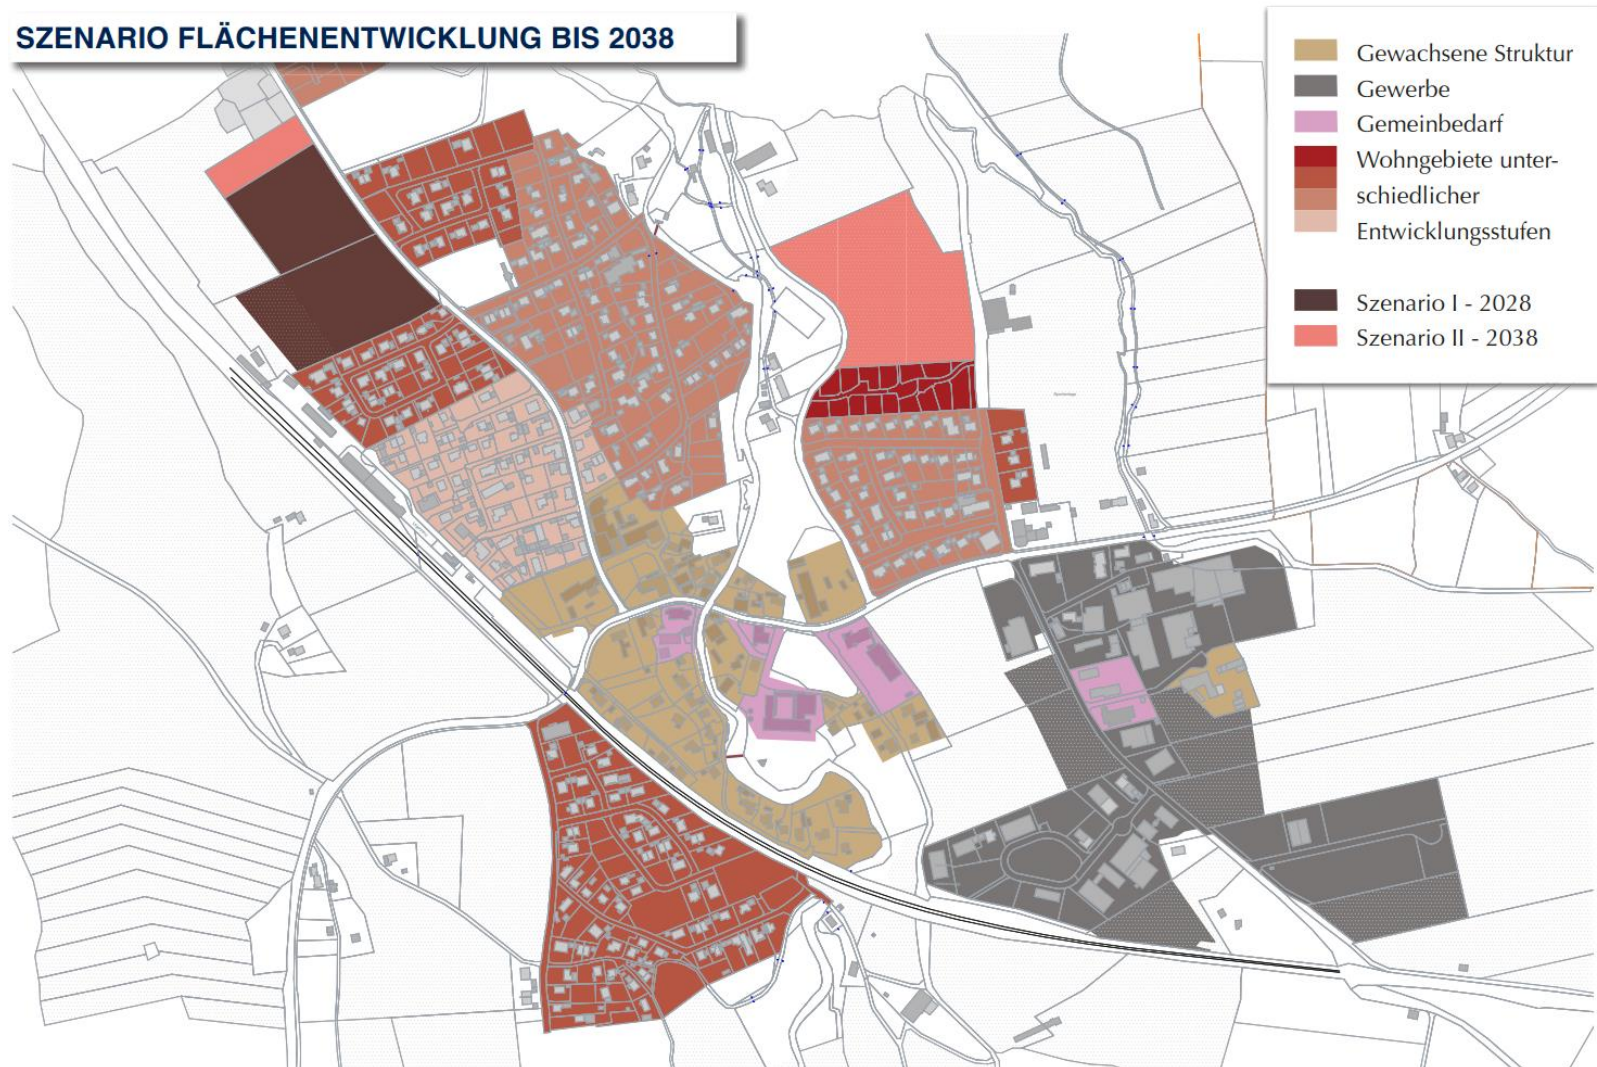 SZENARIO FLÄCHENENTWICKLUNG BIS 2038
Gewachsene Struktur
Gewerbe
Gemeinbedarf
Wohngebiete unter-
schiedlicher
Entwicklungsstufen
Szenario I - 2028
Szenario II - 2038